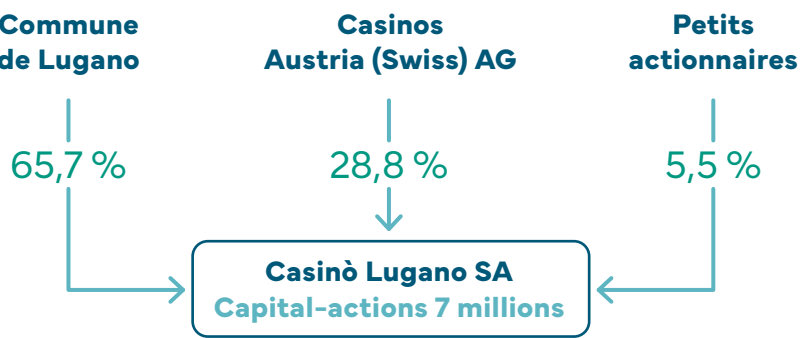 Commune
de Lugano
Casinos
Austria (Swiss) AG
Petits
actionnaires
65,7 %
28,8 %
5,5 %
Casinò Lugano SA
Capital-actions 7 millions